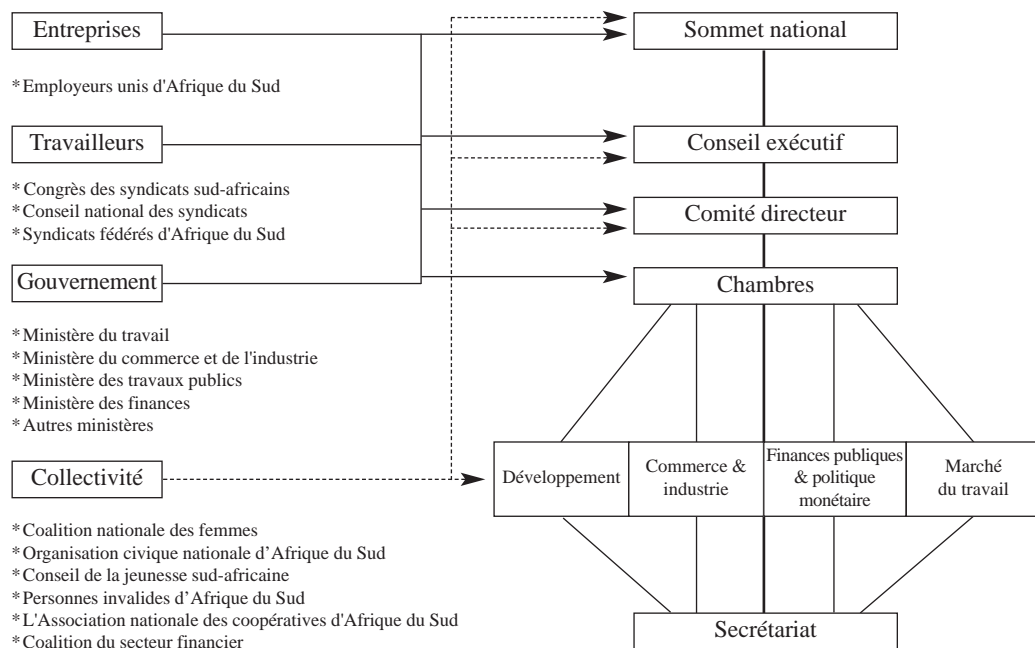 Entreprises
* Employeurs unis d'Afrique du Sud
Travailleurs
* Congrès des syndicats sud-africains
* Conseil national des syndicats
* Syndicats fédérés d'Afrique du Sud
Gouvernement
* Ministère du travail
* Ministère du commerce et de l'industrie
* Ministère des travaux publics
* Ministère des finances
* Autres ministères
Collectivité
* Coalition nationale des femmes
* Organisation civique nationale d’Afrique du Sud
* Conseil de la jeunesse sud-africaine
* Personnes invalides d’Afrique du Sud
* L'Association nationale des coopératives d'Afrique du Sud
* Coalition du secteur financier
Sommet national
Conseil exécutif
Comité directeur
Chambres
Développement
Commerce &
industrie
Finances publiques
& politique
monétaire
Marché
du travail
Secrétariat